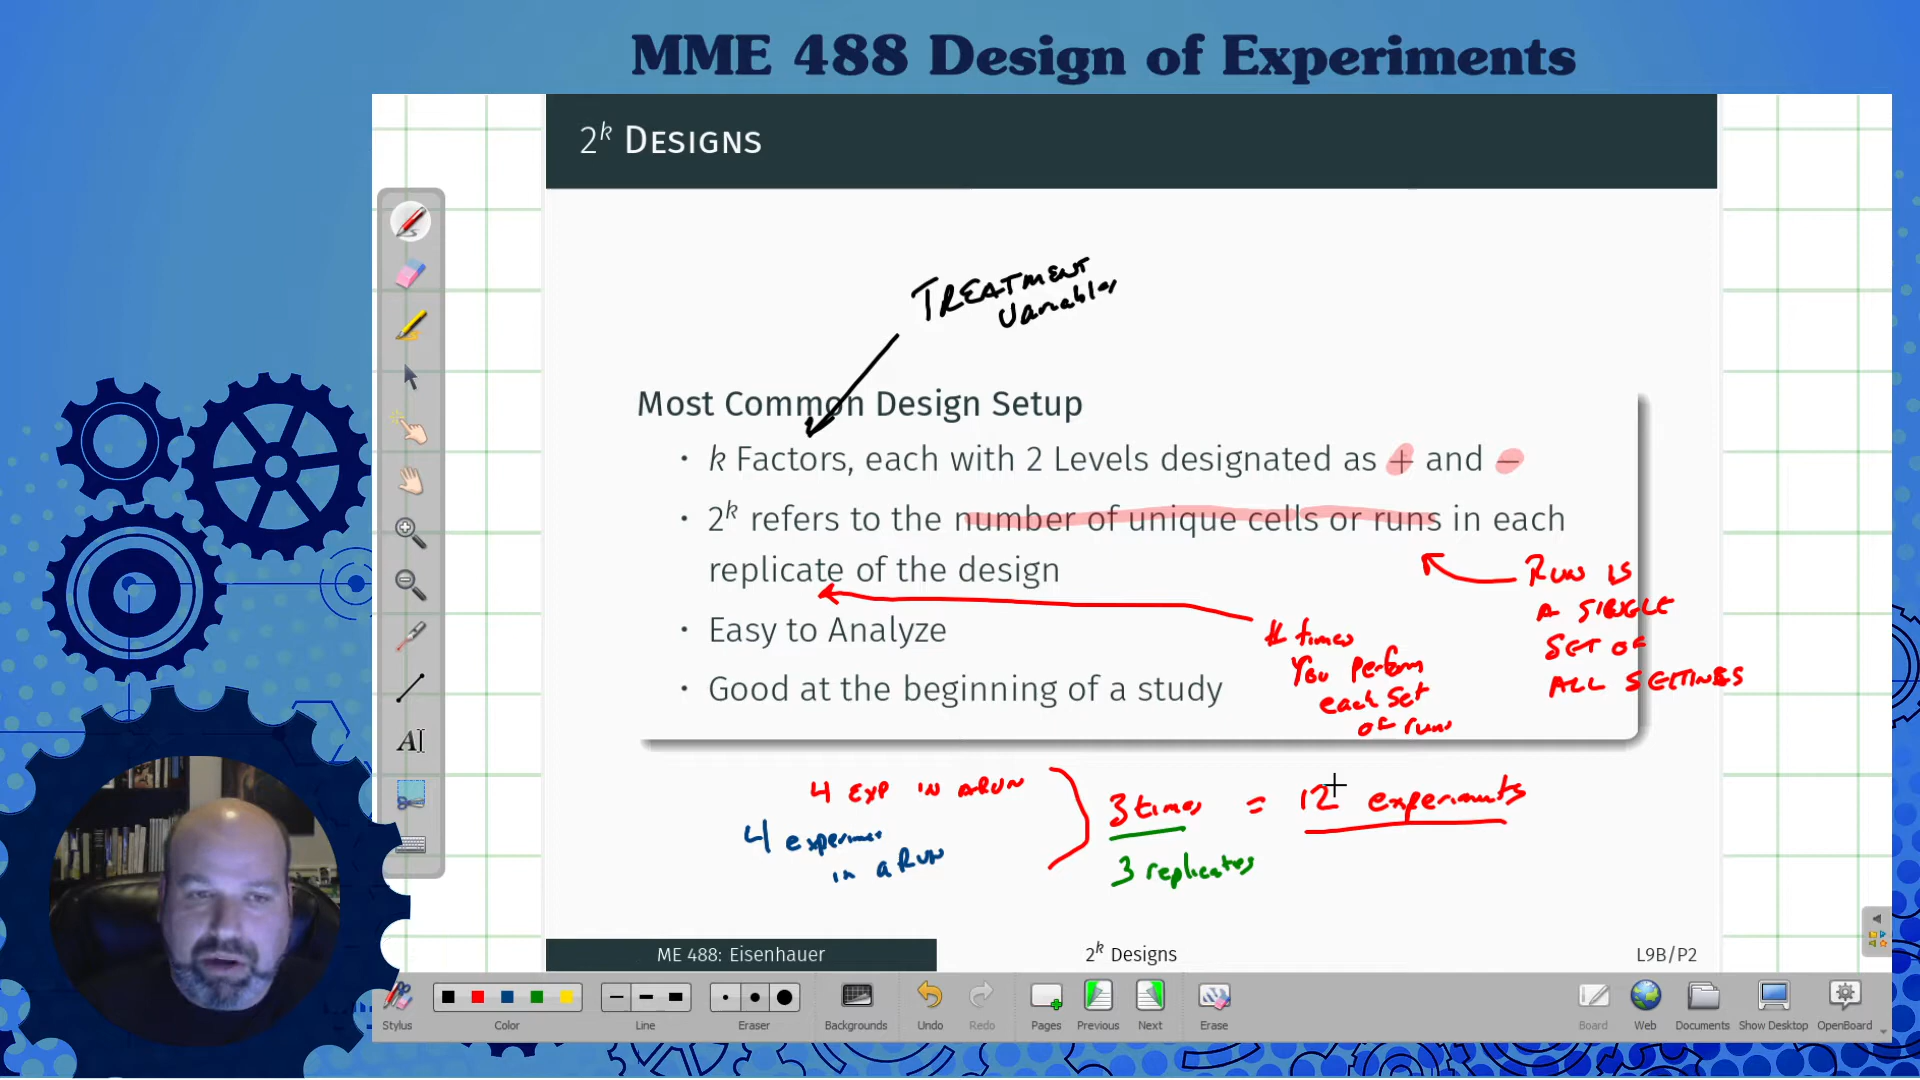 MME 488 Design of Experiments
2^k DESIGNS
TREATMENT
Variables
Most Common Design Setup
• k Factors, each with 2 Levels designated as + and −
• 2^k refers to the number of unique cells or runs in each
replicate of the design
• Easy to Analyze
• Good at the beginning of a study
RUN IS
A SINGLE
SET OF
ALL SETTINGS
# times
You perform
each set
of runs
4 EXP IN A RUN
4 experiments
in a RUN
3 times = 12 experiments
3 replicates
ME 488: Eisenhauer
2^k Designs
L9B/P2
Stylus
Color
Line
Eraser
Backgrounds
Undo
Redo
Pages
Previous
Next
Erase
Board
Web
Documents
Show Desktop
OpenBoard